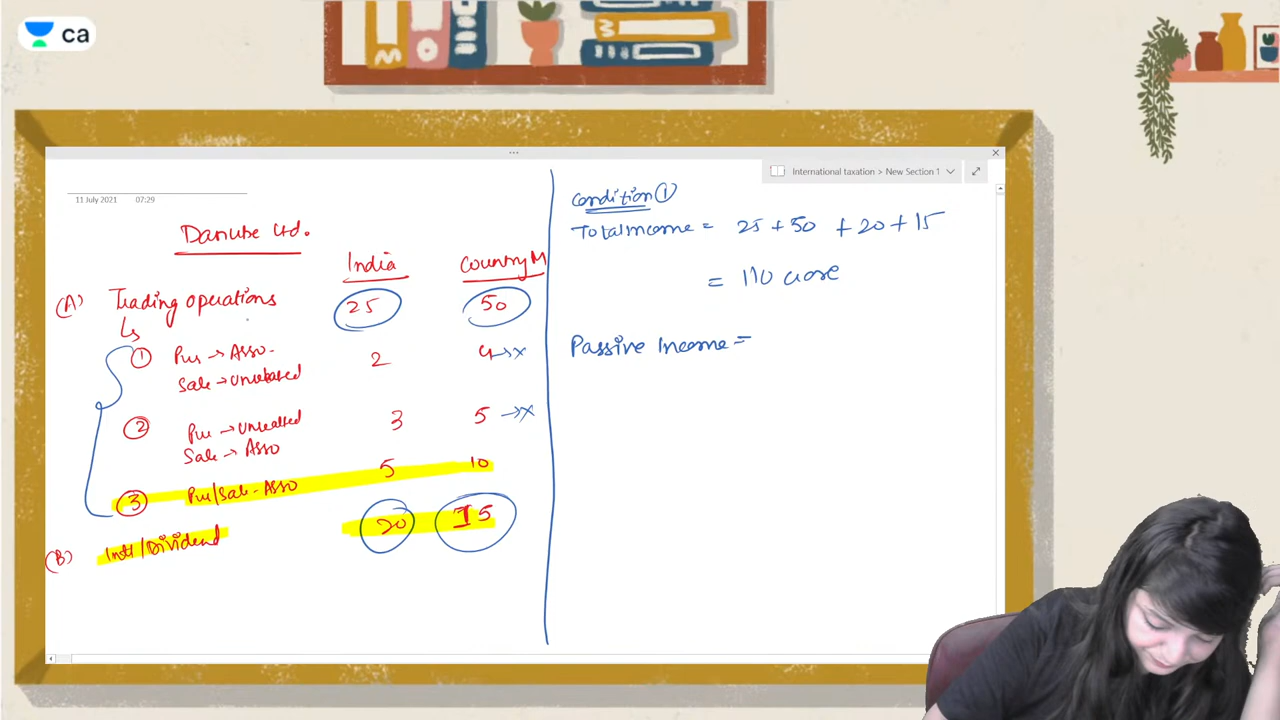 ca
International taxation > New Section 1
11 July 2021 07:29
Danube Ltd.
India CountryM
(A) Trading operations 25 50
↳
① Pur → Asso. 2 4→x
Sale → Unrelated
② Pur → Unrelated 3 5→x
Sale → Asso
③ Pur/Sale - Asso 5 10
(B) Intt/Dividend 20 15
Condition ①
Total Income = 25 + 50 + 20 + 15
= 110 crore
Passive Income =